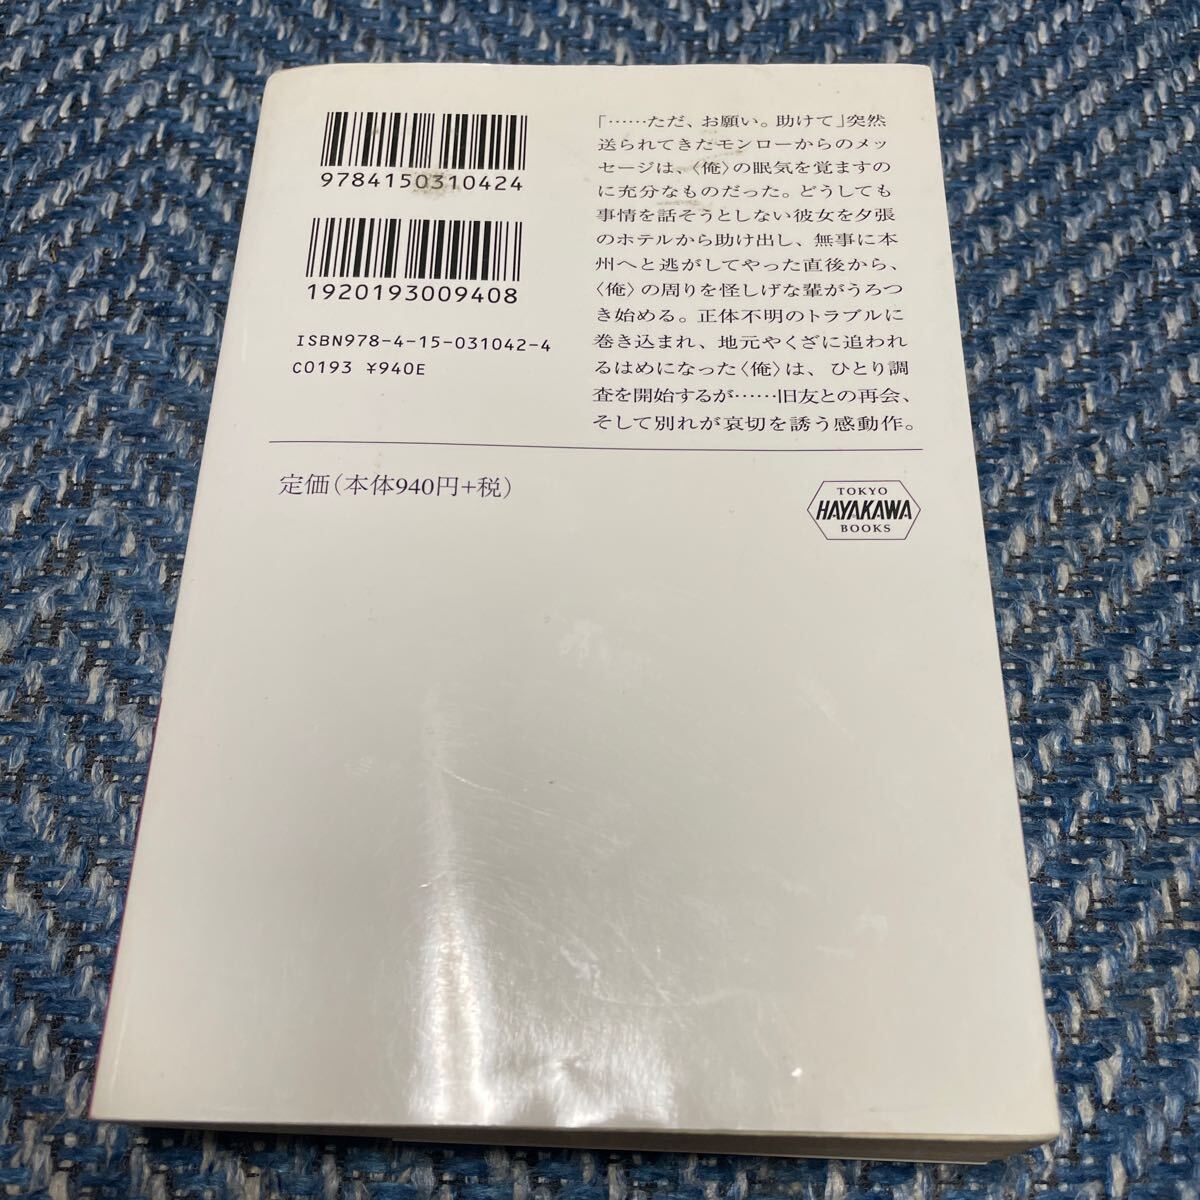 9784150310424
1920193009408
ISBN978-4-15-031042-4
C0193 ¥940E
「……ただ、お願い。助けて」突然
送られてきたモンローからのメッ
セージは、〈俺〉の眠気を覚ますの
に充分なものだった。どうしても
事情を話そうとしない彼女を夕張
のホテルから助け出し、無事に本
州へと逃がしてやった直後から、
〈俺〉の周りを怪しげな輩がうろつ
き始める。正体不明のトラブルに
巻き込まれ、地元やくざに追われ
るはめになった〈俺〉は、ひとり調
査を開始するが……旧友との再会、
そして別れが哀切を誘う感動作。
定価(本体940円+税)
TOKYO
HAYAKAWA
BOOKS